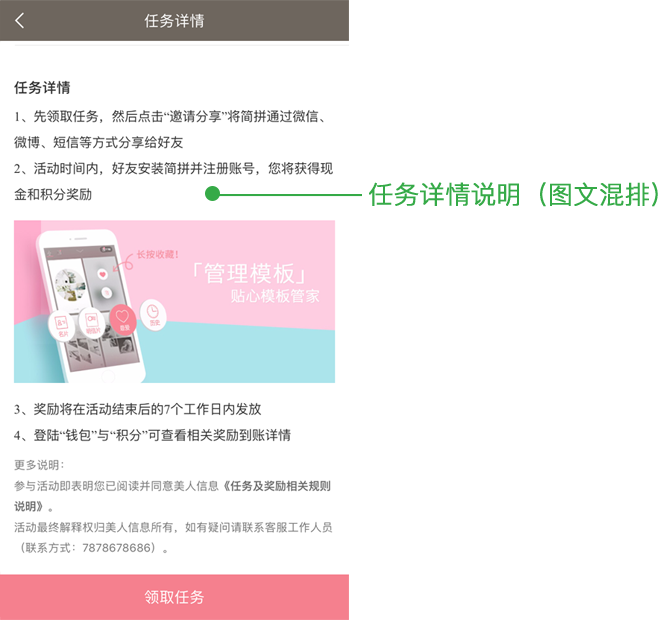 任务详情
任务详情
1、先领取任务，然后点击“邀请分享”将简拼通过微信、
微博、短信等方式分享给好友
2、活动时间内，好友安装简拼并注册账号，您将获得现
金和积分奖励
任务详情说明（图文混排）
长按收藏！
「管理模板」
贴心模板管家
名片
明信片
收藏
历史
3、奖励将在活动结束后的7个工作日内发放
4、登陆“钱包”与“积分”可查看相关奖励到账详情
更多说明：
参与活动即表明您已阅读并同意美人信息《任务及奖励相关规则
说明》。
活动最终解释权归美人信息所有，如有疑问请联系客服工作人员
（联系方式：7878678686）。
领取任务